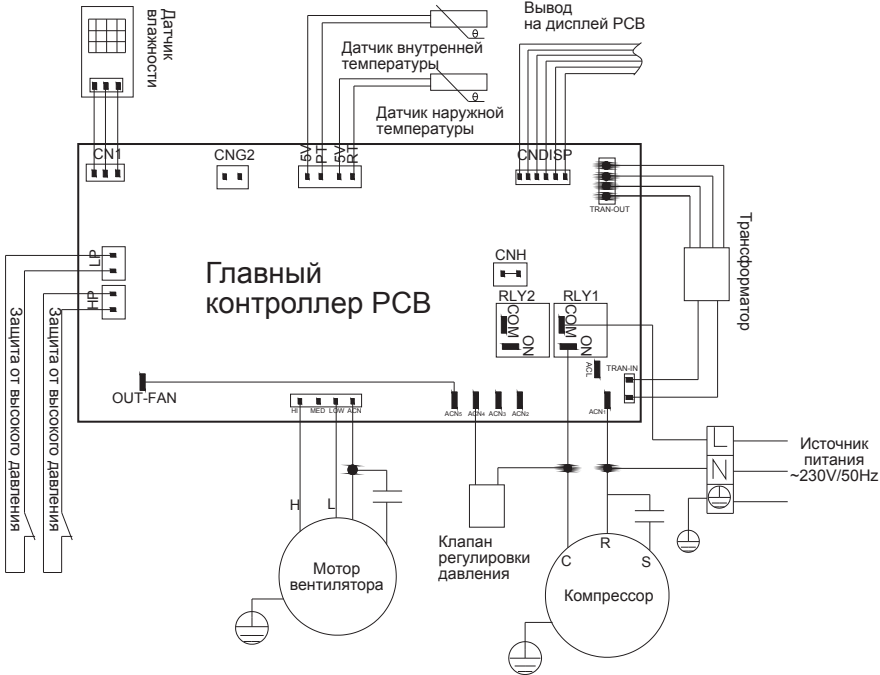 Датчик
влажности
Датчик внутренней
температуры
θ
Датчик наружной
температуры
θ
Вывод
на дисплей PCB
CN1
CNG2
5V
PT
5V
RT
CNDISP
TRAN-OUT
Трансформатор
LP
HP
Защита от высокого давления
Защита от высокого давления
Главный
контроллер PCB
CNH
RLY2
RLY1
COM
ON
COM
ON
ACL
TRAN-IN
OUT-FAN
HI
MED
LOW
ACN
ACN5
ACN4
ACN3
ACN2
ACN1
L
N
Источник
питания
~230V/50Hz
H
L
Мотор
вентилятора
Клапан
регулировки
давления
C
R
S
Компрессор